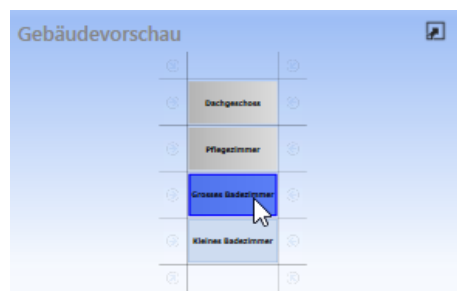 Gebäudevorschau
Dachgeschoss
Pflegezimmer
Grosses Badezimmer
Kleines Badezimmer